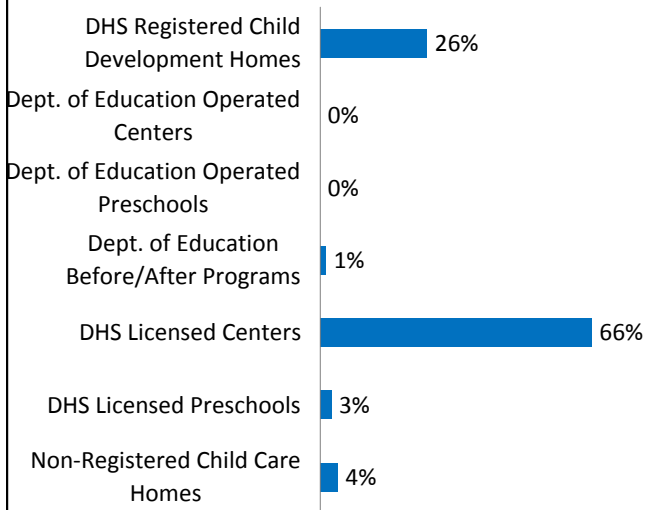 DHS Registered Child
Development Homes
26%
Dept. of Education Operated
Centers
0%
Dept. of Education Operated
Preschools
0%
Dept. of Education
Before/After Programs
1%
DHS Licensed Centers
66%
DHS Licensed Preschools
3%
Non-Registered Child Care
Homes
4%